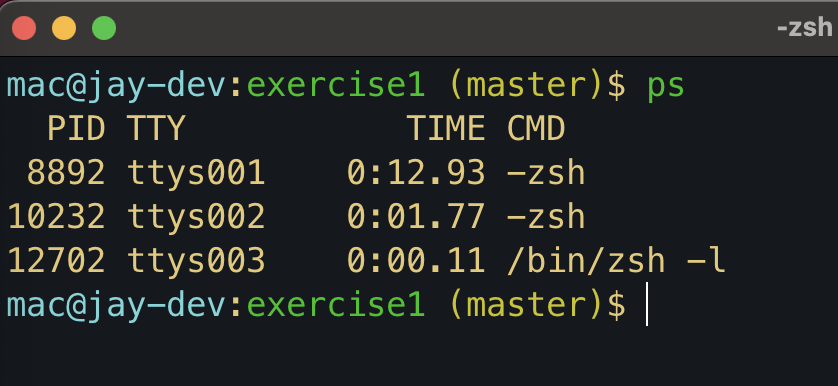 -zsh
mac@jay-dev:exercise1 (master)$ ps
  PID TTY           TIME CMD
 8892 ttys001    0:12.93 -zsh
10232 ttys002    0:01.77 -zsh
12702 ttys003    0:00.11 /bin/zsh -l
mac@jay-dev:exercise1 (master)$